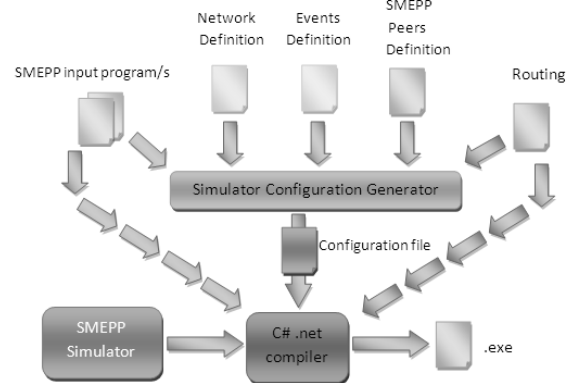 Network
Definition
Events
Definition
SMEPP
Peers
Definition
SMEPP input program/s
Routing
Simulator Configuration Generator
Configuration file
SMEPP
Simulator
C# .net
compiler
.exe